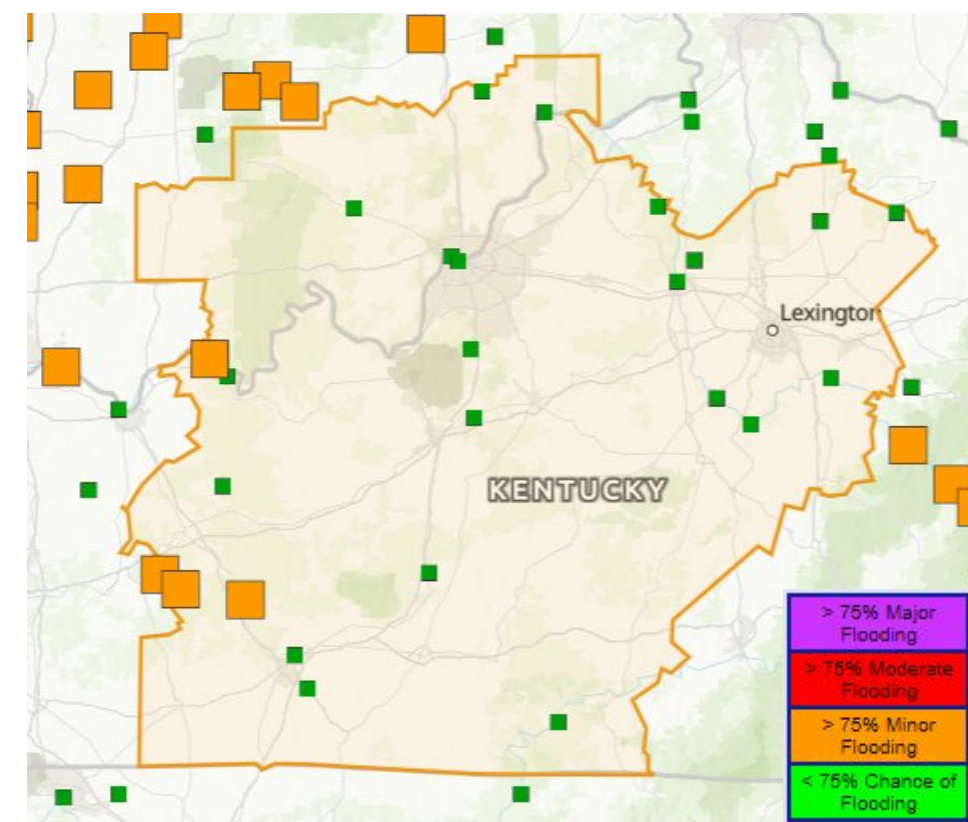 Lexington
KENTUCKY
> 75% Major
Flooding
> 75% Moderate
Flooding
> 75% Minor
Flooding
< 75% Chance of
Flooding